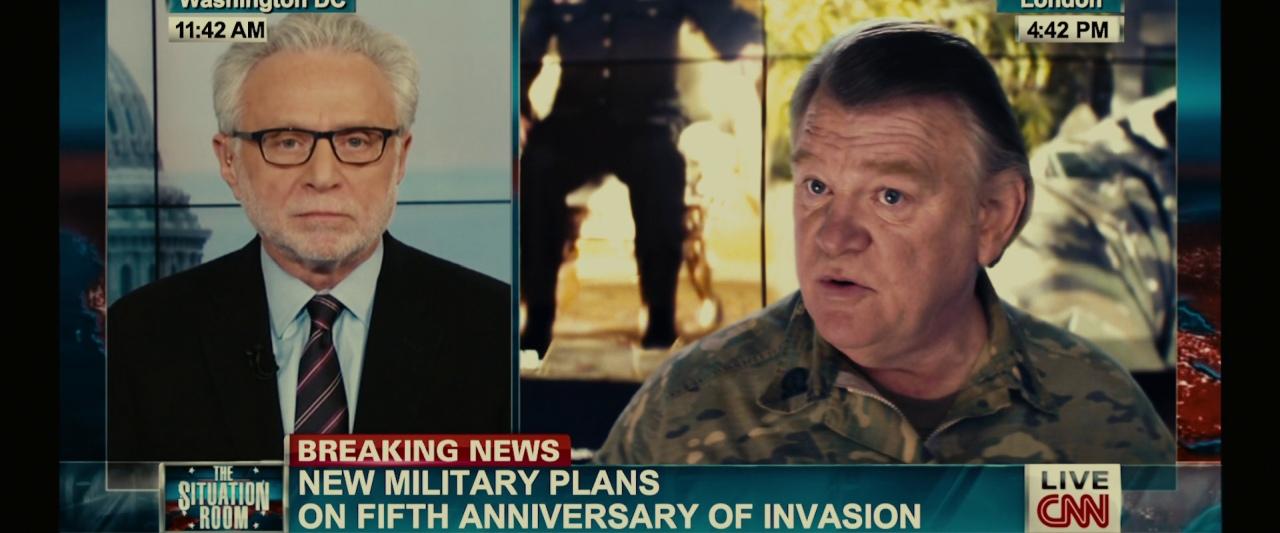 Washington DC
11:42 AM
London
4:42 PM
BREAKING NEWS
NEW MILITARY PLANS
ON FIFTH ANNIVERSARY OF INVASION
THE
SITUATION
ROOM
LIVE
CNN